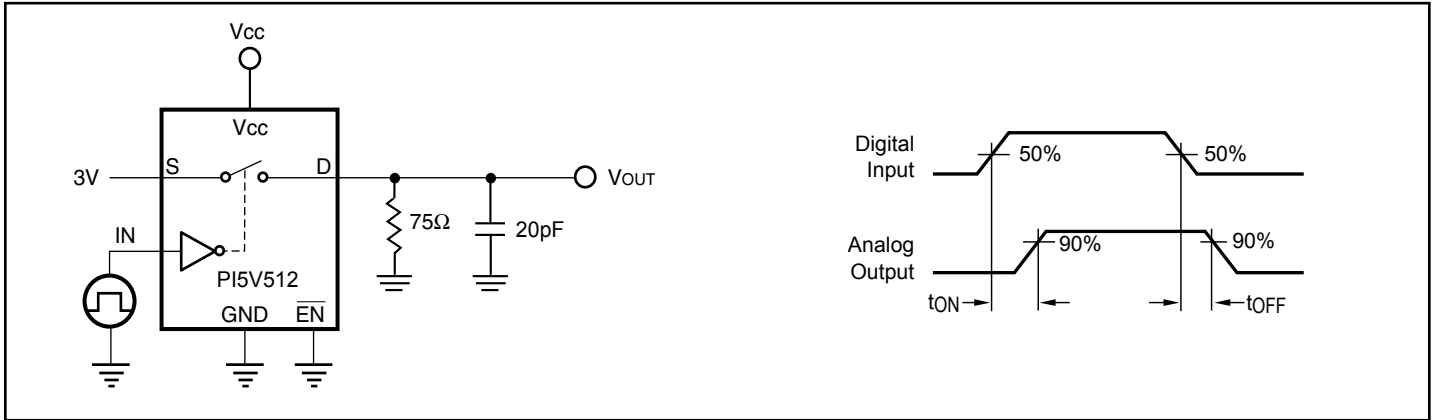 Vcc
Vcc
S
D
3V
VOUT
75Ω
20pF
IN
PI5V512
GND
EN
Digital
Input
50%
50%
Analog
Output
90%
90%
tON
tOFF